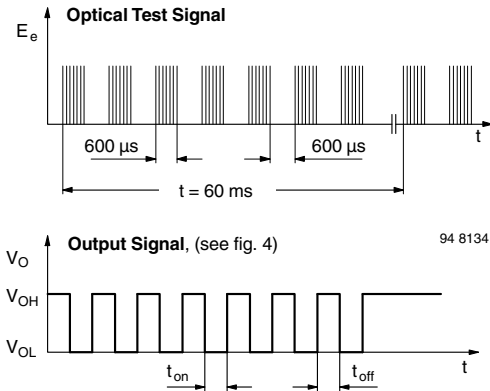 Optical Test Signal
E e
600 µs 600 µs
t
t = 60 ms
Output Signal, (see fig. 4)
94 8134
V O
V OH
V OL
t on t off
t